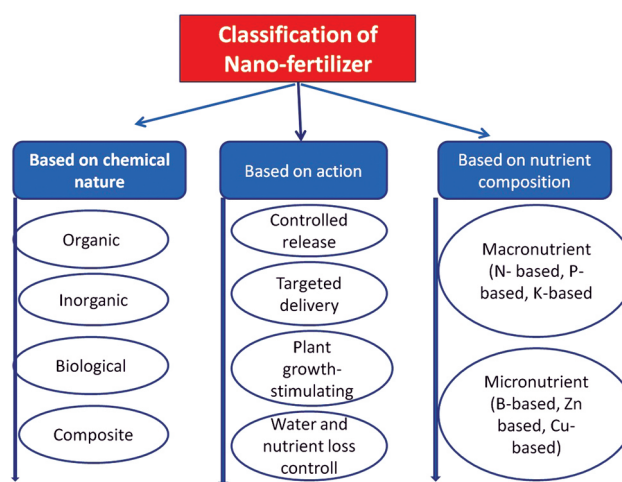 Classification of
Nano-fertilizer
Based on chemical
nature
Organic
Inorganic
Biological
Composite
Based on action
Controlled
release
Targeted
delivery
Plant
growth-
stimulating
Water and
nutrient loss
controll
Based on nutrient
composition
Macronutrient
(N- based, P-
based, K-based
Micronutrient
(B-based, Zn
based, Cu-
based)